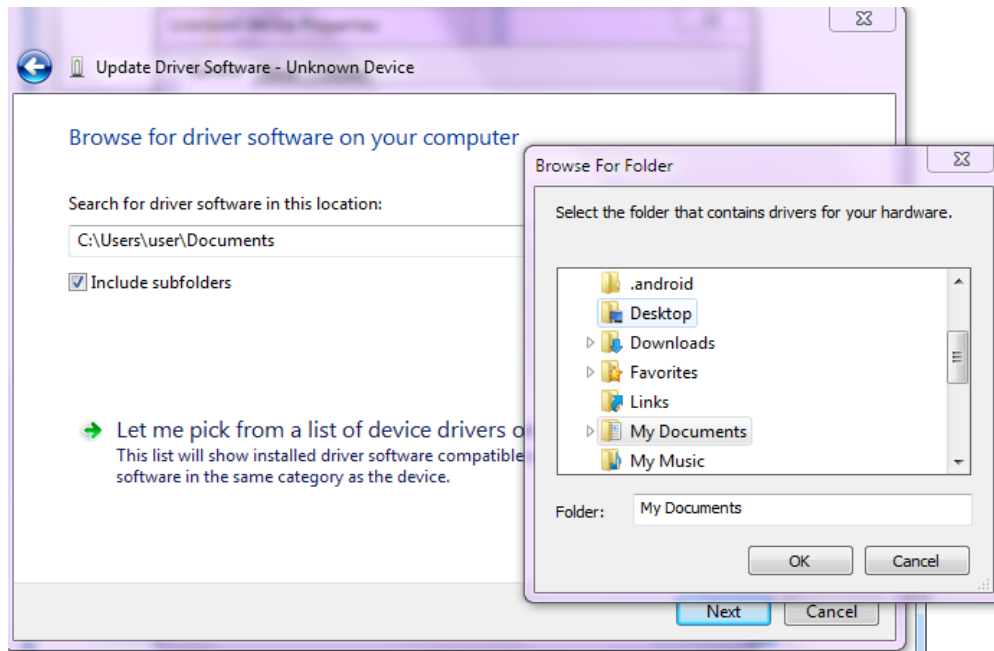 Update Driver Software - Unknown Device
Browse for driver software on your computer
Search for driver software in this location:
C:\Users\user\Documents
Include subfolders
Let me pick from a list of device drivers o
This list will show installed driver software compatible
software in the same category as the device.
Next
Cancel
Browse For Folder
Select the folder that contains drivers for your hardware.
.android
Desktop
Downloads
Favorites
Links
My Documents
My Music
Folder:
My Documents
OK
Cancel